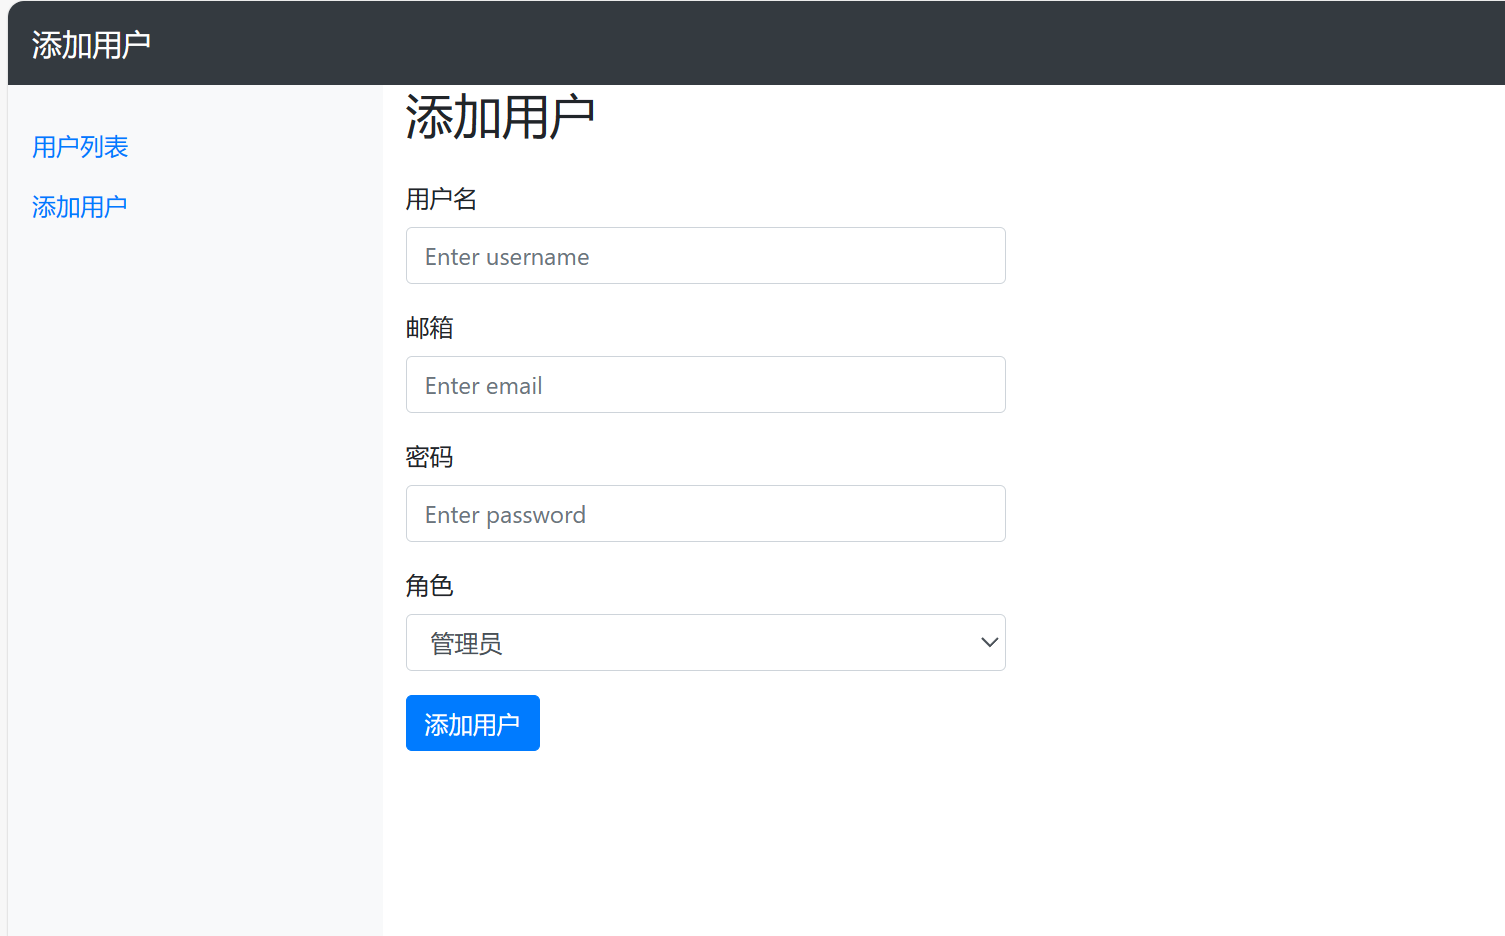 添加用户
用户列表
添加用户
添加用户
用户名
Enter username
邮箱
Enter email
密码
Enter password
角色
管理员
添加用户